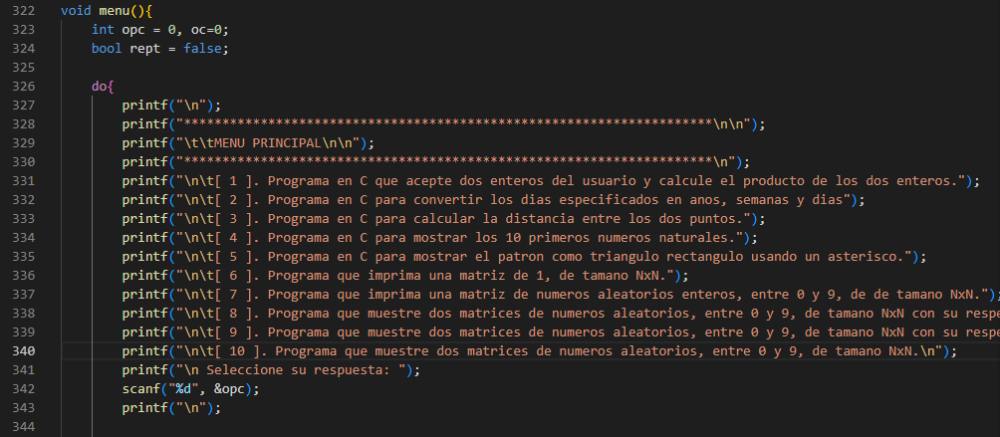 322 void menu(){
323     int opc = 0, oc=0;
324     bool rept = false;
325
326     do{
327         printf("\n");
328         printf("*********************************************************************\n\n");
329         printf("\t\tMENU PRINCIPAL\n\n");
330         printf("*********************************************************************\n");
331         printf("\n\t[ 1 ]. Programa en C que acepte dos enteros del usuario y calcule el producto de los dos enteros.");
332         printf("\n\t[ 2 ]. Programa en C para convertir los dias especificados en anos, semanas y dias");
333         printf("\n\t[ 3 ]. Programa en C para calcular la distancia entre los dos puntos.");
334         printf("\n\t[ 4 ]. Programa en C para mostrar los 10 primeros numeros naturales.");
335         printf("\n\t[ 5 ]. Programa en C para mostrar el patron como triangulo rectangulo usando un asterisco.");
336         printf("\n\t[ 6 ]. Programa que imprima una matriz de 1, de tamano NxN.");
337         printf("\n\t[ 7 ]. Programa que imprima una matriz de numeros aleatorios enteros, entre 0 y 9, de de tamano NxN.");
338         printf("\n\t[ 8 ]. Programa que muestre dos matrices de numeros aleatorios, entre 0 y 9, de tamano NxN con su respe
339         printf("\n\t[ 9 ]. Programa que muestre dos matrices de numeros aleatorios, entre 0 y 9, de tamano NxN con su respe
340         printf("\n\t[ 10 ]. Programa que muestre dos matrices de numeros aleatorios, entre 0 y 9, de tamano NxN.\n");
341         printf("\n Seleccione su respuesta: ");
342         scanf("%d", &opc);
343         printf("\n");
344